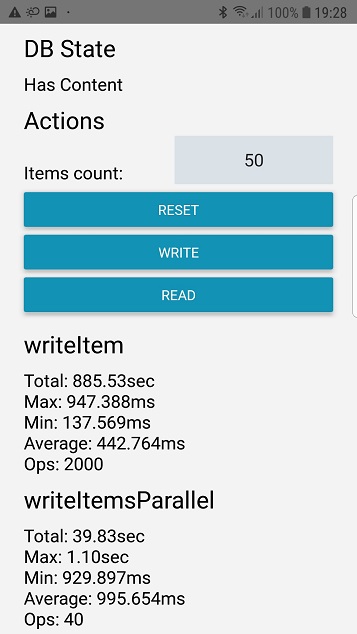 100% 19:28
DB State
Has Content
Actions
Items count: 50
RESET
WRITE
READ
writeItem
Total: 885.53sec
Max: 947.388ms
Min: 137.569ms
Average: 442.764ms
Ops: 2000
writeItemsParallel
Total: 39.83sec
Max: 1.10sec
Min: 929.897ms
Average: 995.654ms
Ops: 40